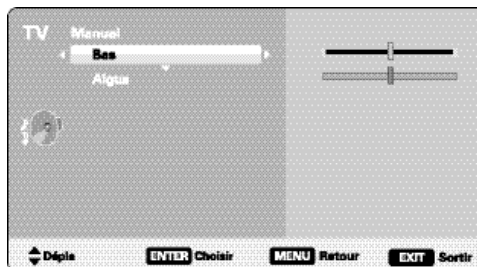 TV Manuel
Bas
Aigus
Dépla ENTER Choisir MENU Retour EXIT Sortir